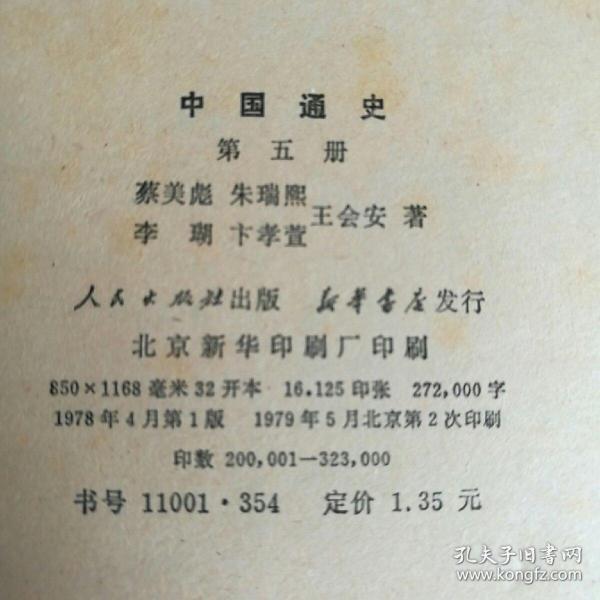 中国通史
第五册
蔡美彪 朱瑞熙
李瑚 卞孝萱 王会安 著
人民出版社出版 新华书店发行
北京新华印刷厂印刷
850×1168毫米32开本 16.125印张 272,000字
1978年4月第1版 1979年5月北京第2次印刷
印数 200,001—323,000
书号 11001·354 定价 1.35 元
孔夫子旧书网
www.kongfz.com